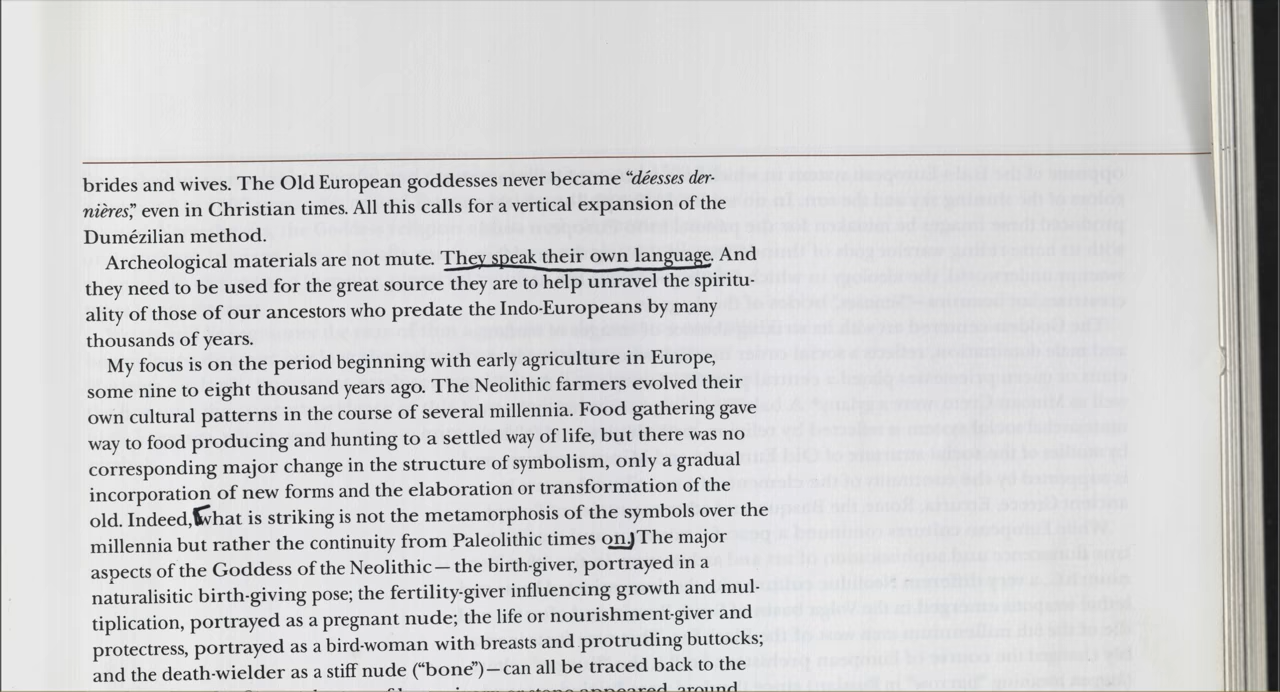 brides and wives. The Old European goddesses never became “déesses der-
nières,” even in Christian times. All this calls for a vertical expansion of the
Dumézilian method.
Archeological materials are not mute. They speak their own language. And
they need to be used for the great source they are to help unravel the spiritu-
ality of those of our ancestors who predate the Indo-Europeans by many
thousands of years.
My focus is on the period beginning with early agriculture in Europe,
some nine to eight thousand years ago. The Neolithic farmers evolved their
own cultural patterns in the course of several millennia. Food gathering gave
way to food producing and hunting to a settled way of life, but there was no
corresponding major change in the structure of symbolism, only a gradual
incorporation of new forms and the elaboration or transformation of the
old. Indeed, what is striking is not the metamorphosis of the symbols over the
millennia but rather the continuity from Paleolithic times on. The major
aspects of the Goddess of the Neolithic—the birth-giver, portrayed in a
naturalisitic birth-giving pose; the fertility-giver influencing growth and mul-
tiplication, portrayed as a pregnant nude; the life or nourishment-giver and
protectress, portrayed as a bird-woman with breasts and protruding buttocks;
and the death-wielder as a stiff nude (“bone”)—can all be traced back to the
appeared around